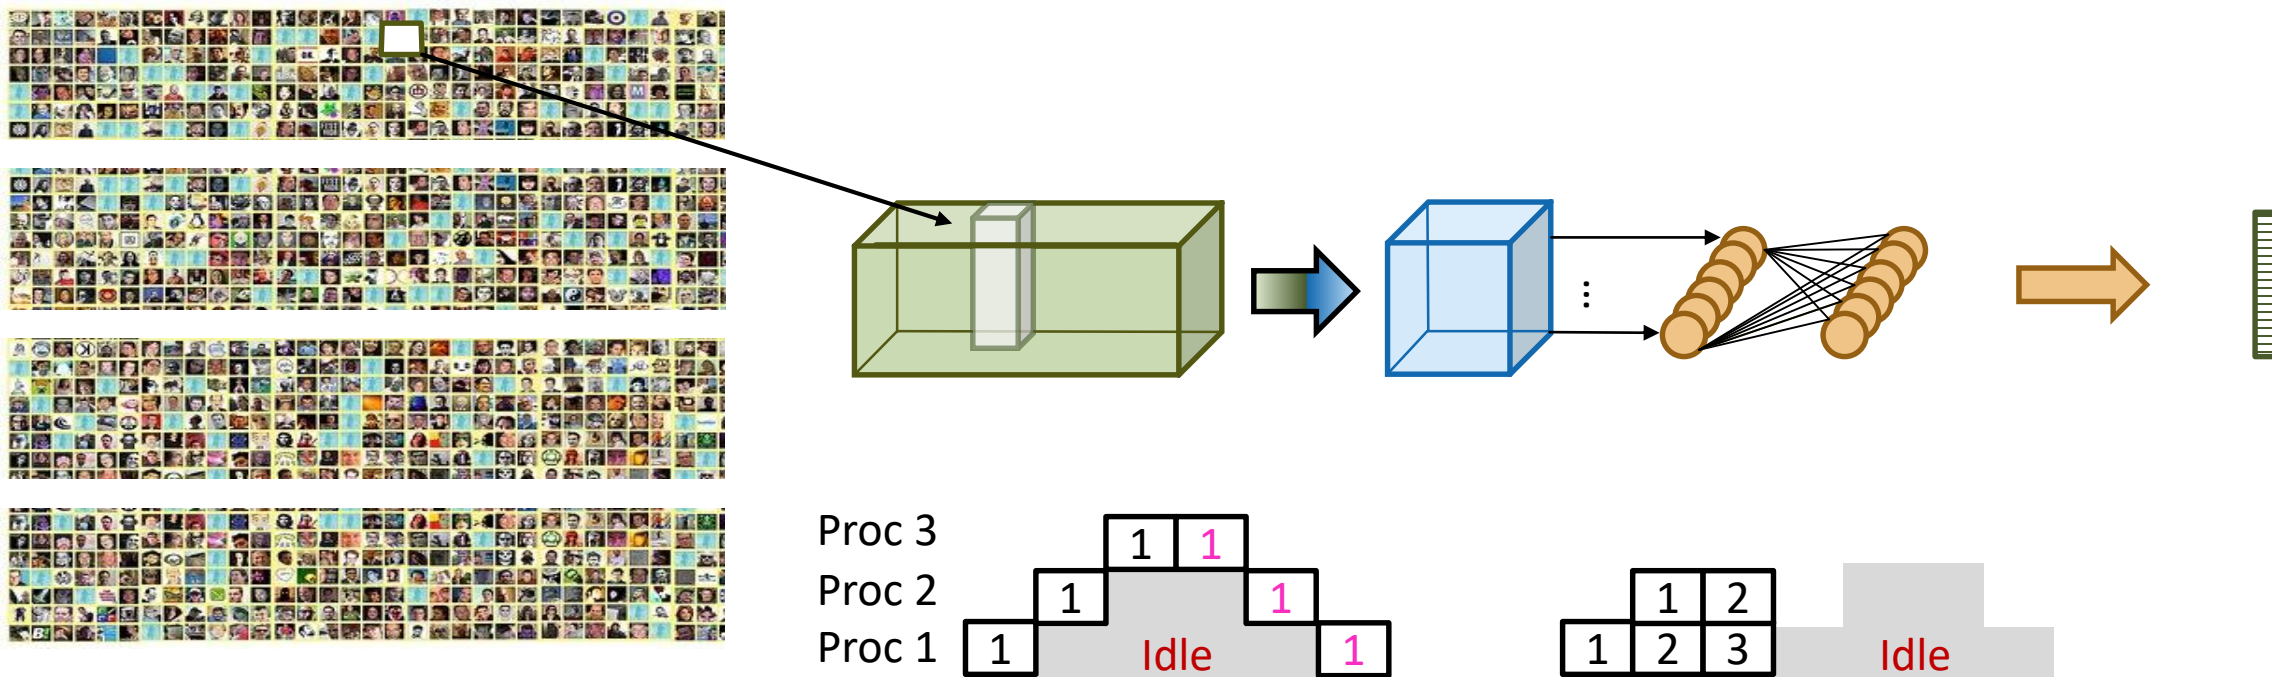 Proc 3
1 1
Proc 2
1 1
1 2
Proc 1
1 Idle 1
1 2 3 Idle
...